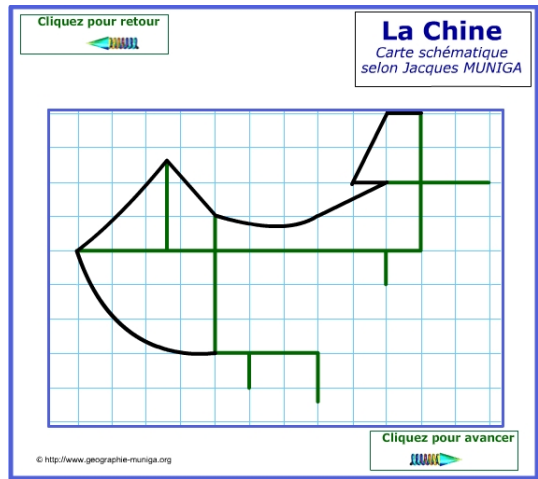 Cliquez pour retour
La Chine
Carte schématique
selon Jacques MUNIGA
Cliquez pour avancer
© http://www.geographie-muniga.org